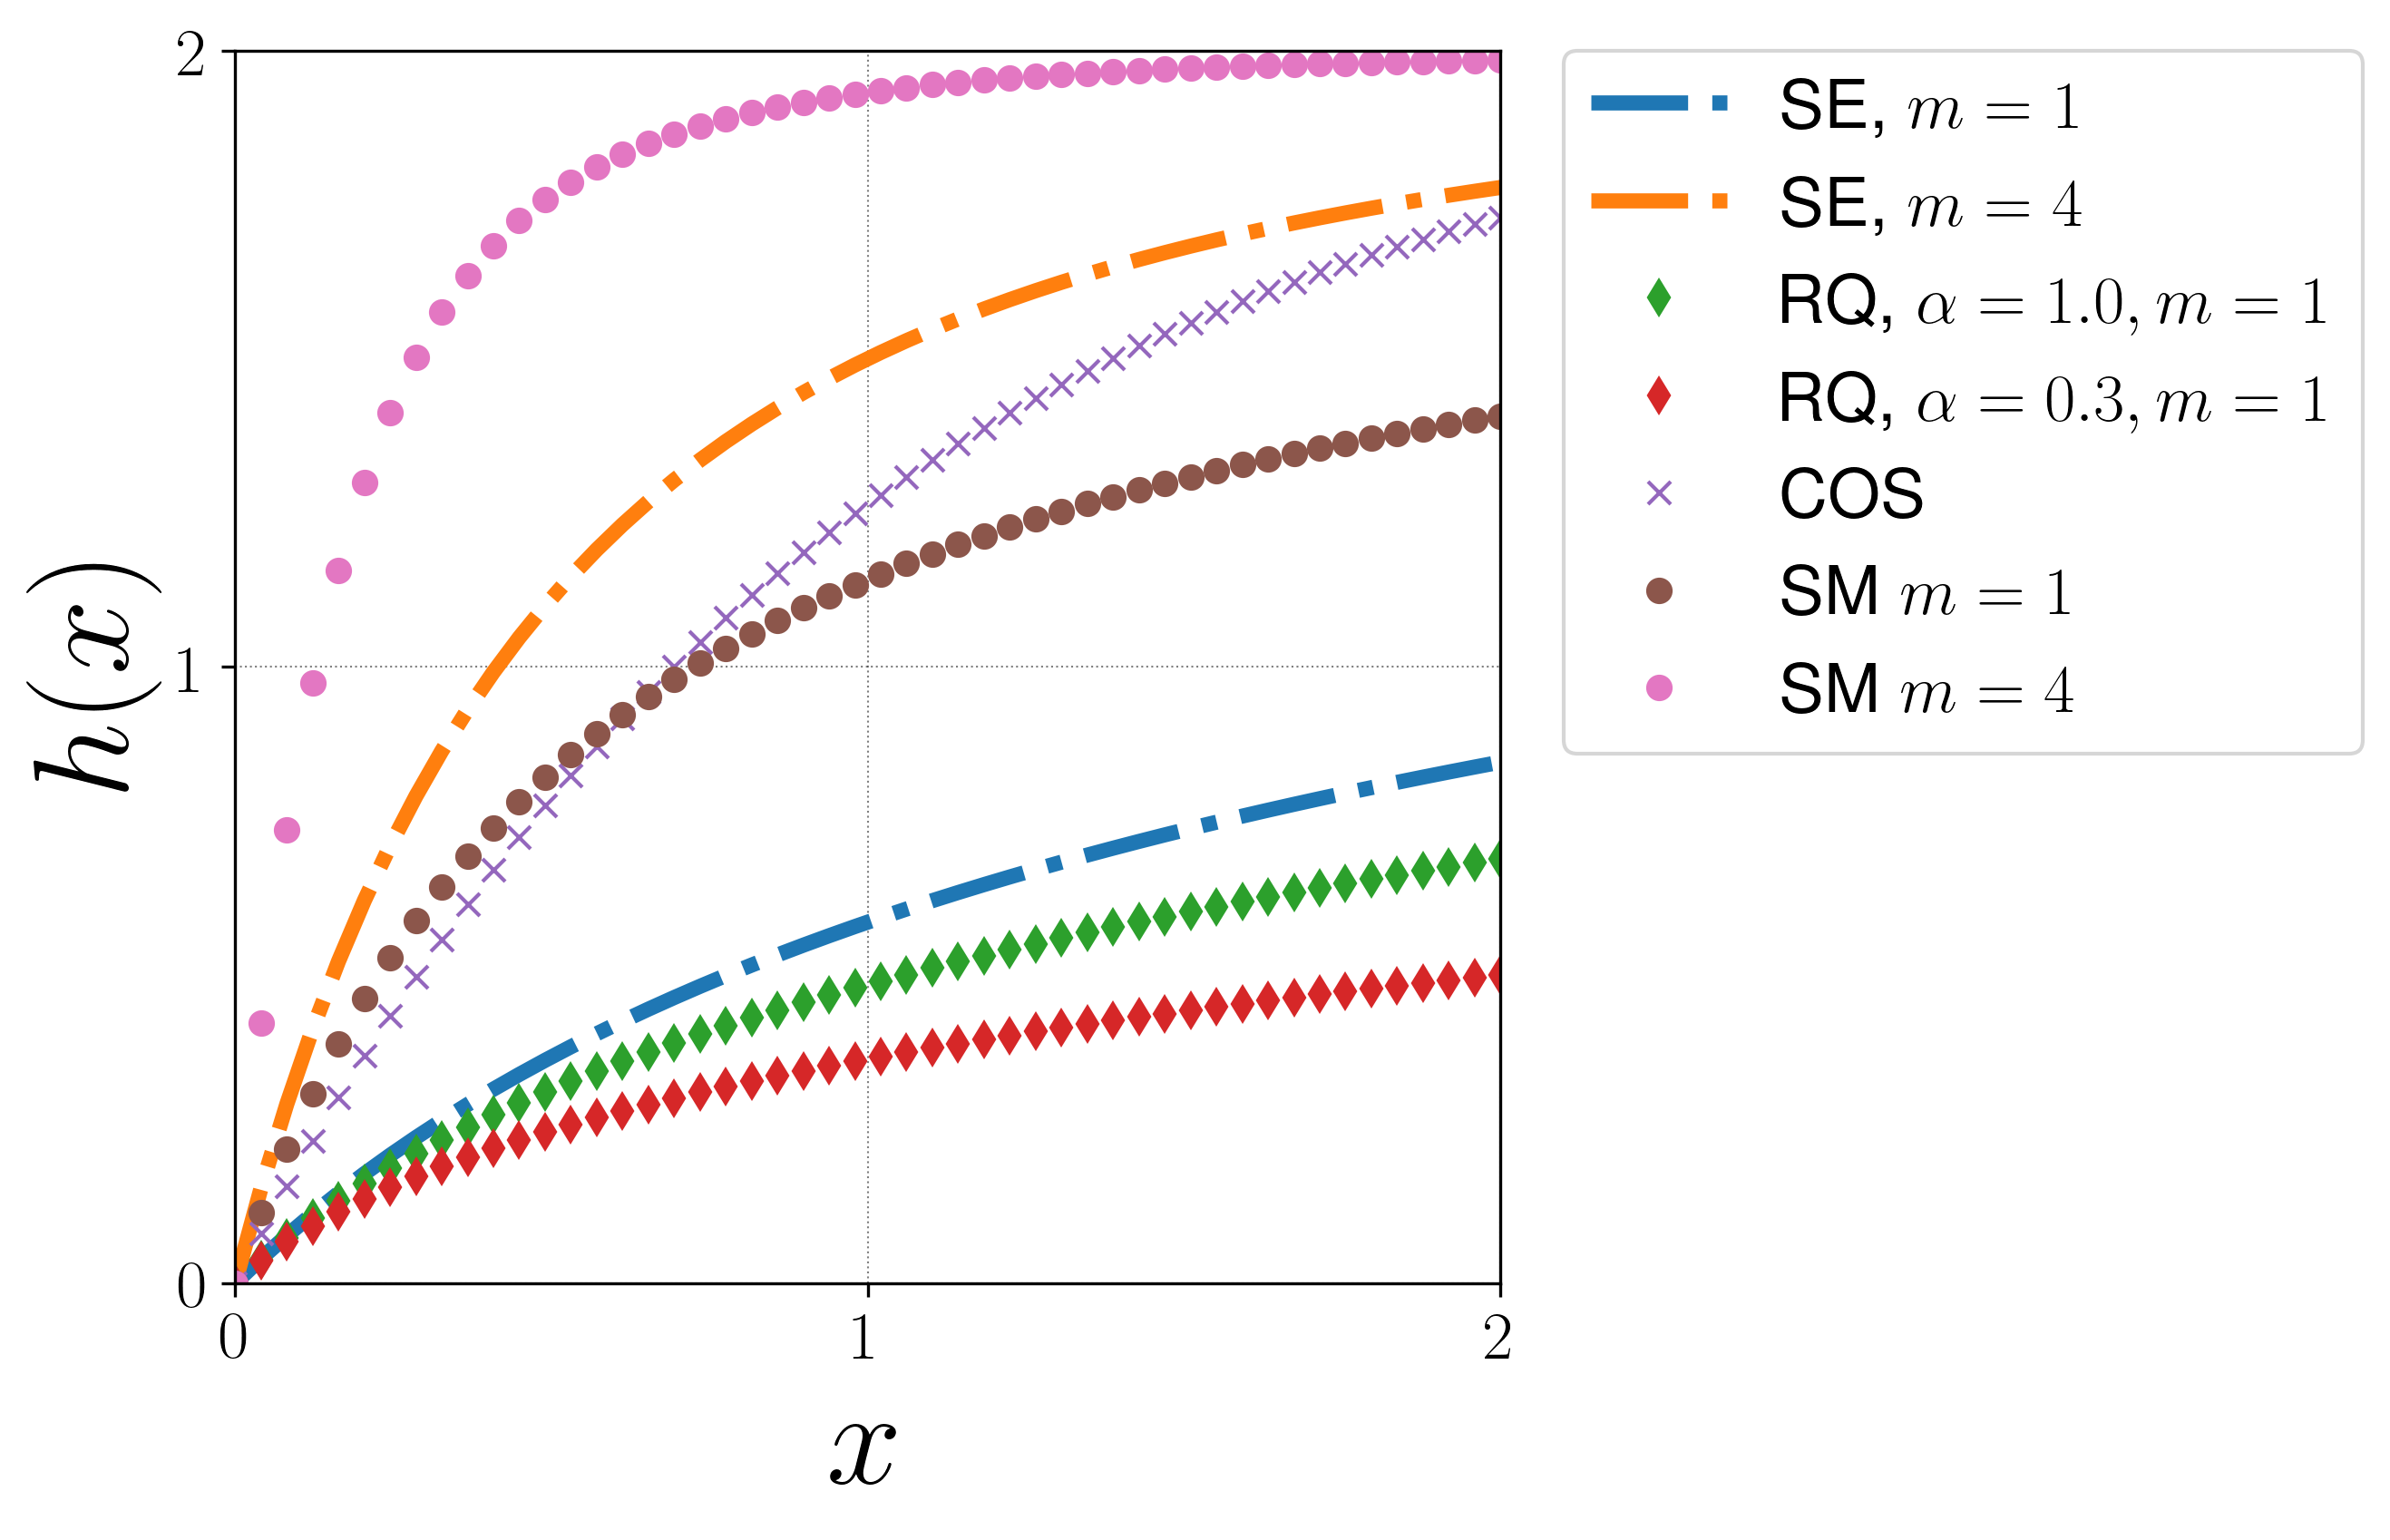 2
1
0
h(x)
0 1 2
x
SE, m = 1
SE, m = 4
RQ, α = 1.0, m = 1
RQ, α = 0.3, m = 1
COS
SM m = 1
SM m = 4